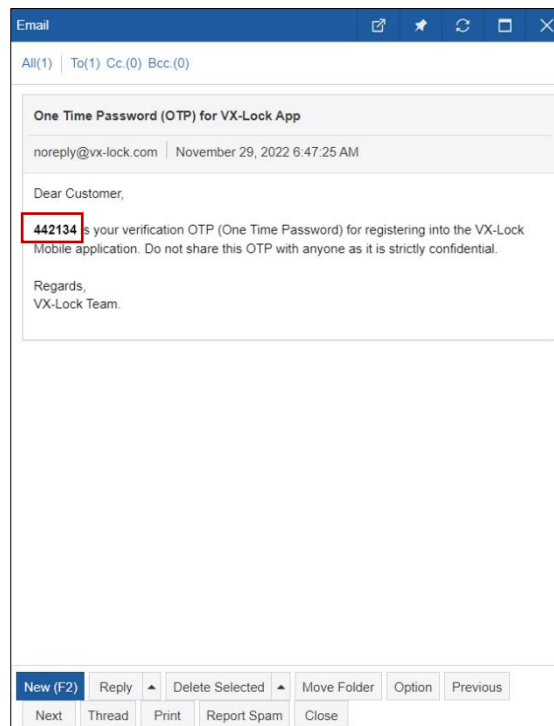 Email
All(1) To(1) Cc.(0) Bcc.(0)
One Time Password (OTP) for VX-Lock App
noreply@vx-lock.com November 29, 2022 6:47:25 AM
Dear Customer,
442134 s your verification OTP (One Time Password) for registering into the VX-Lock
Mobile application. Do not share this OTP with anyone as it is strictly confidential.
Regards,
VX-Lock Team.
New (F2) Reply Delete Selected Move Folder Option Previous
Next Thread Print Report Spam Close